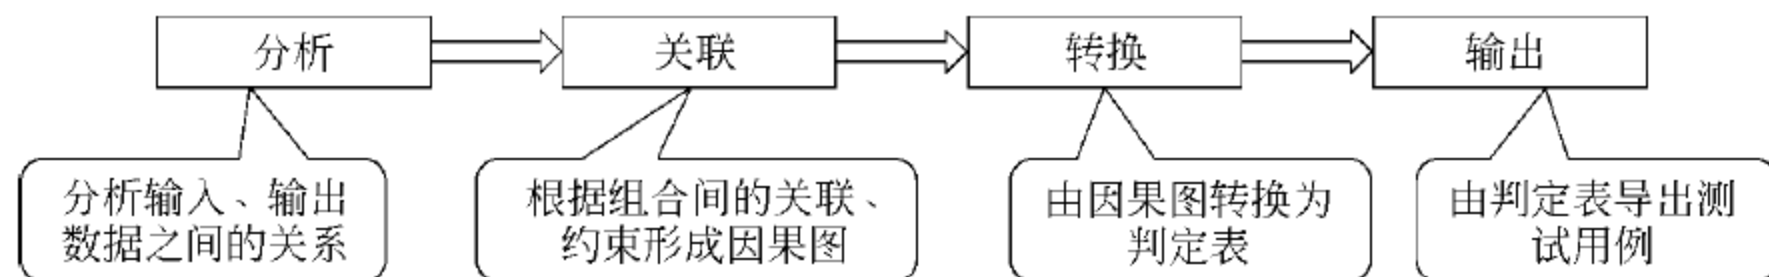 分析
关联
转换
输出
分析输入、输出
数据之间的关系
根据组合间的关联、
约束形成因果图
由因果图转换为
判定表
由判定表导出测
试用例